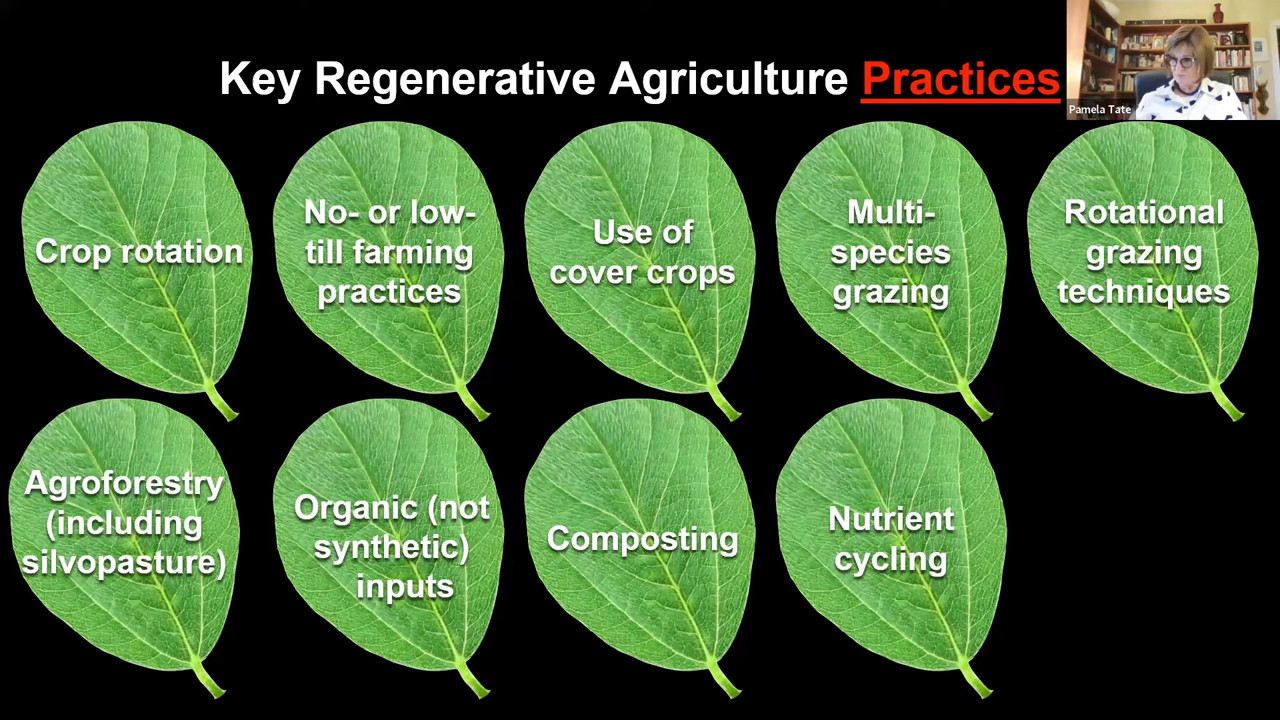 Key Regenerative Agriculture Practices
Pamela Tate
Crop rotation
No- or low-
till farming
practices
Use of
cover crops
Multi-
species
grazing
Rotational
grazing
techniques
Agroforestry
(including
silvopasture)
Organic (not
synthetic)
inputs
Composting
Nutrient
cycling